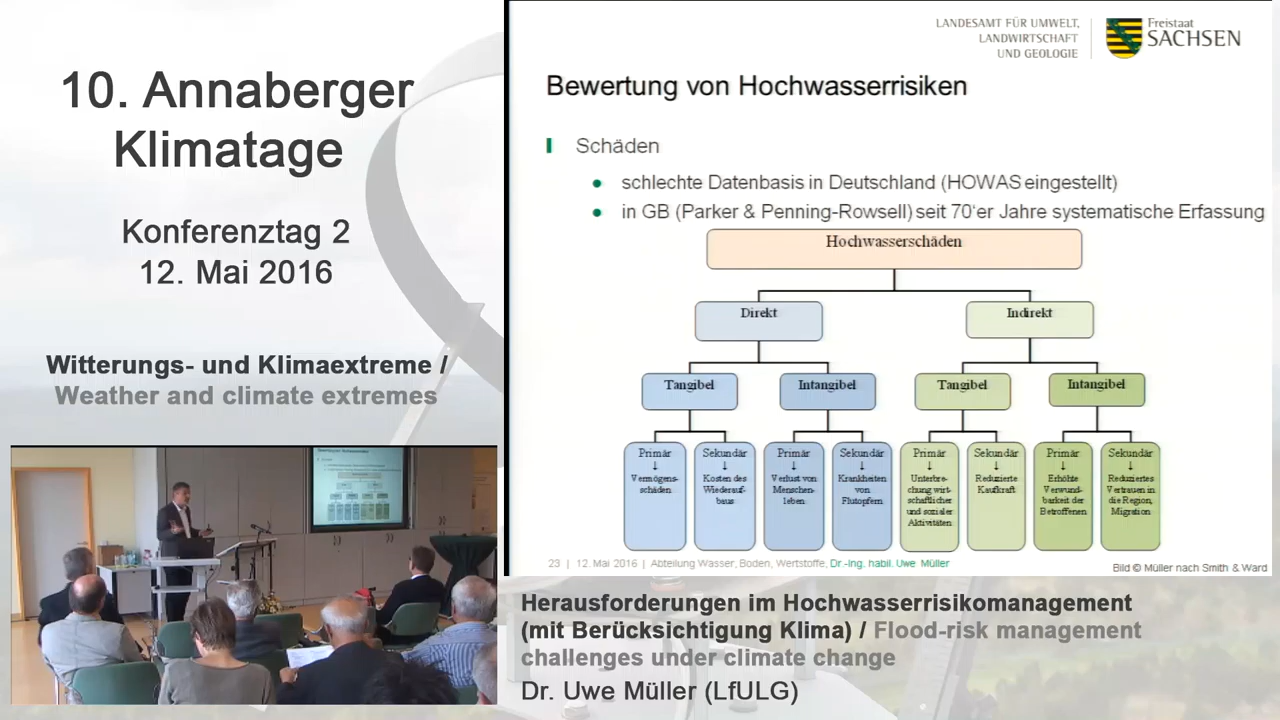 10. Annaberger
Klimatage
Konferenztag 2
12. Mai 2016
Witterungs- und Klimaextreme /
Weather and climate extremes
LANDESAMT FÜR UMWELT,
LANDWIRTSCHAFT
UND GEOLOGIE
Freistaat
SACHSEN
Bewertung von Hochwasserrisiken
Schäden
schlechte Datenbasis in Deutschland (HOWAS eingestellt)
in GB (Parker & Penning-Rowsell) seit 70'er Jahre systematische Erfassung
Hochwasserschäden
Direkt
Indirekt
Tangibel
Intangibel
Tangibel
Intangibel
Primär
↓
Vermögens-
schäden
Sekundär
↓
Kosten des
Wiederauf-
baus
Primär
↓
Verlust von
Menschen-
leben
Sekundär
↓
Krankheiten
von
Flutopfern
Primär
↓
Unterbre-
chung wirt-
schaftlicher
und sozialer
Aktivitäten
Sekundär
↓
Reduzierte
Kaufkraft
Primär
↓
Erhöhte
Verwund-
barkeit der
Betroffenen
Sekundär
↓
Reduziertes
Vertrauen in
die Region,
Migration
23 | 12. Mai 2016 | Abteilung Wasser, Boden, Wertstoffe, Dr.-Ing. habil. Uwe Müller
Bild © Müller nach Smith & Ward
Herausforderungen im Hochwasserrisikomanagement
(mit Berücksichtigung Klima) / Flood-risk management
challenges under climate change
Dr. Uwe Müller (LfULG)